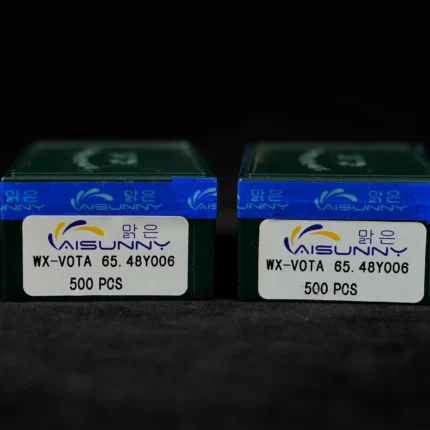 맑은
AISUNNY
WX-VOTA 65.48Y006
500 PCS
맑은
AISUNNY
WX-VOTA 65.48Y006
500 PCS